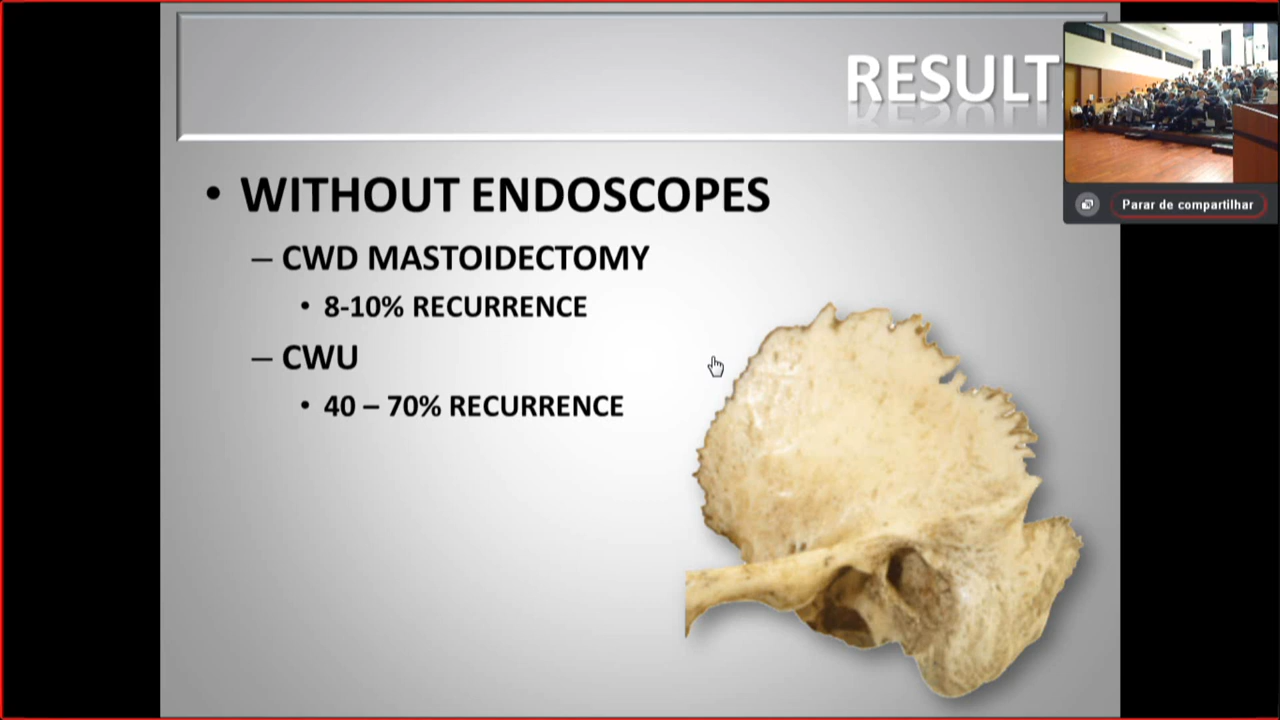 RESULT
• WITHOUT ENDOSCOPES
– CWD MASTOIDECTOMY
• 8-10% RECURRENCE
– CWU
• 40 – 70% RECURRENCE
Parar de compartilhar